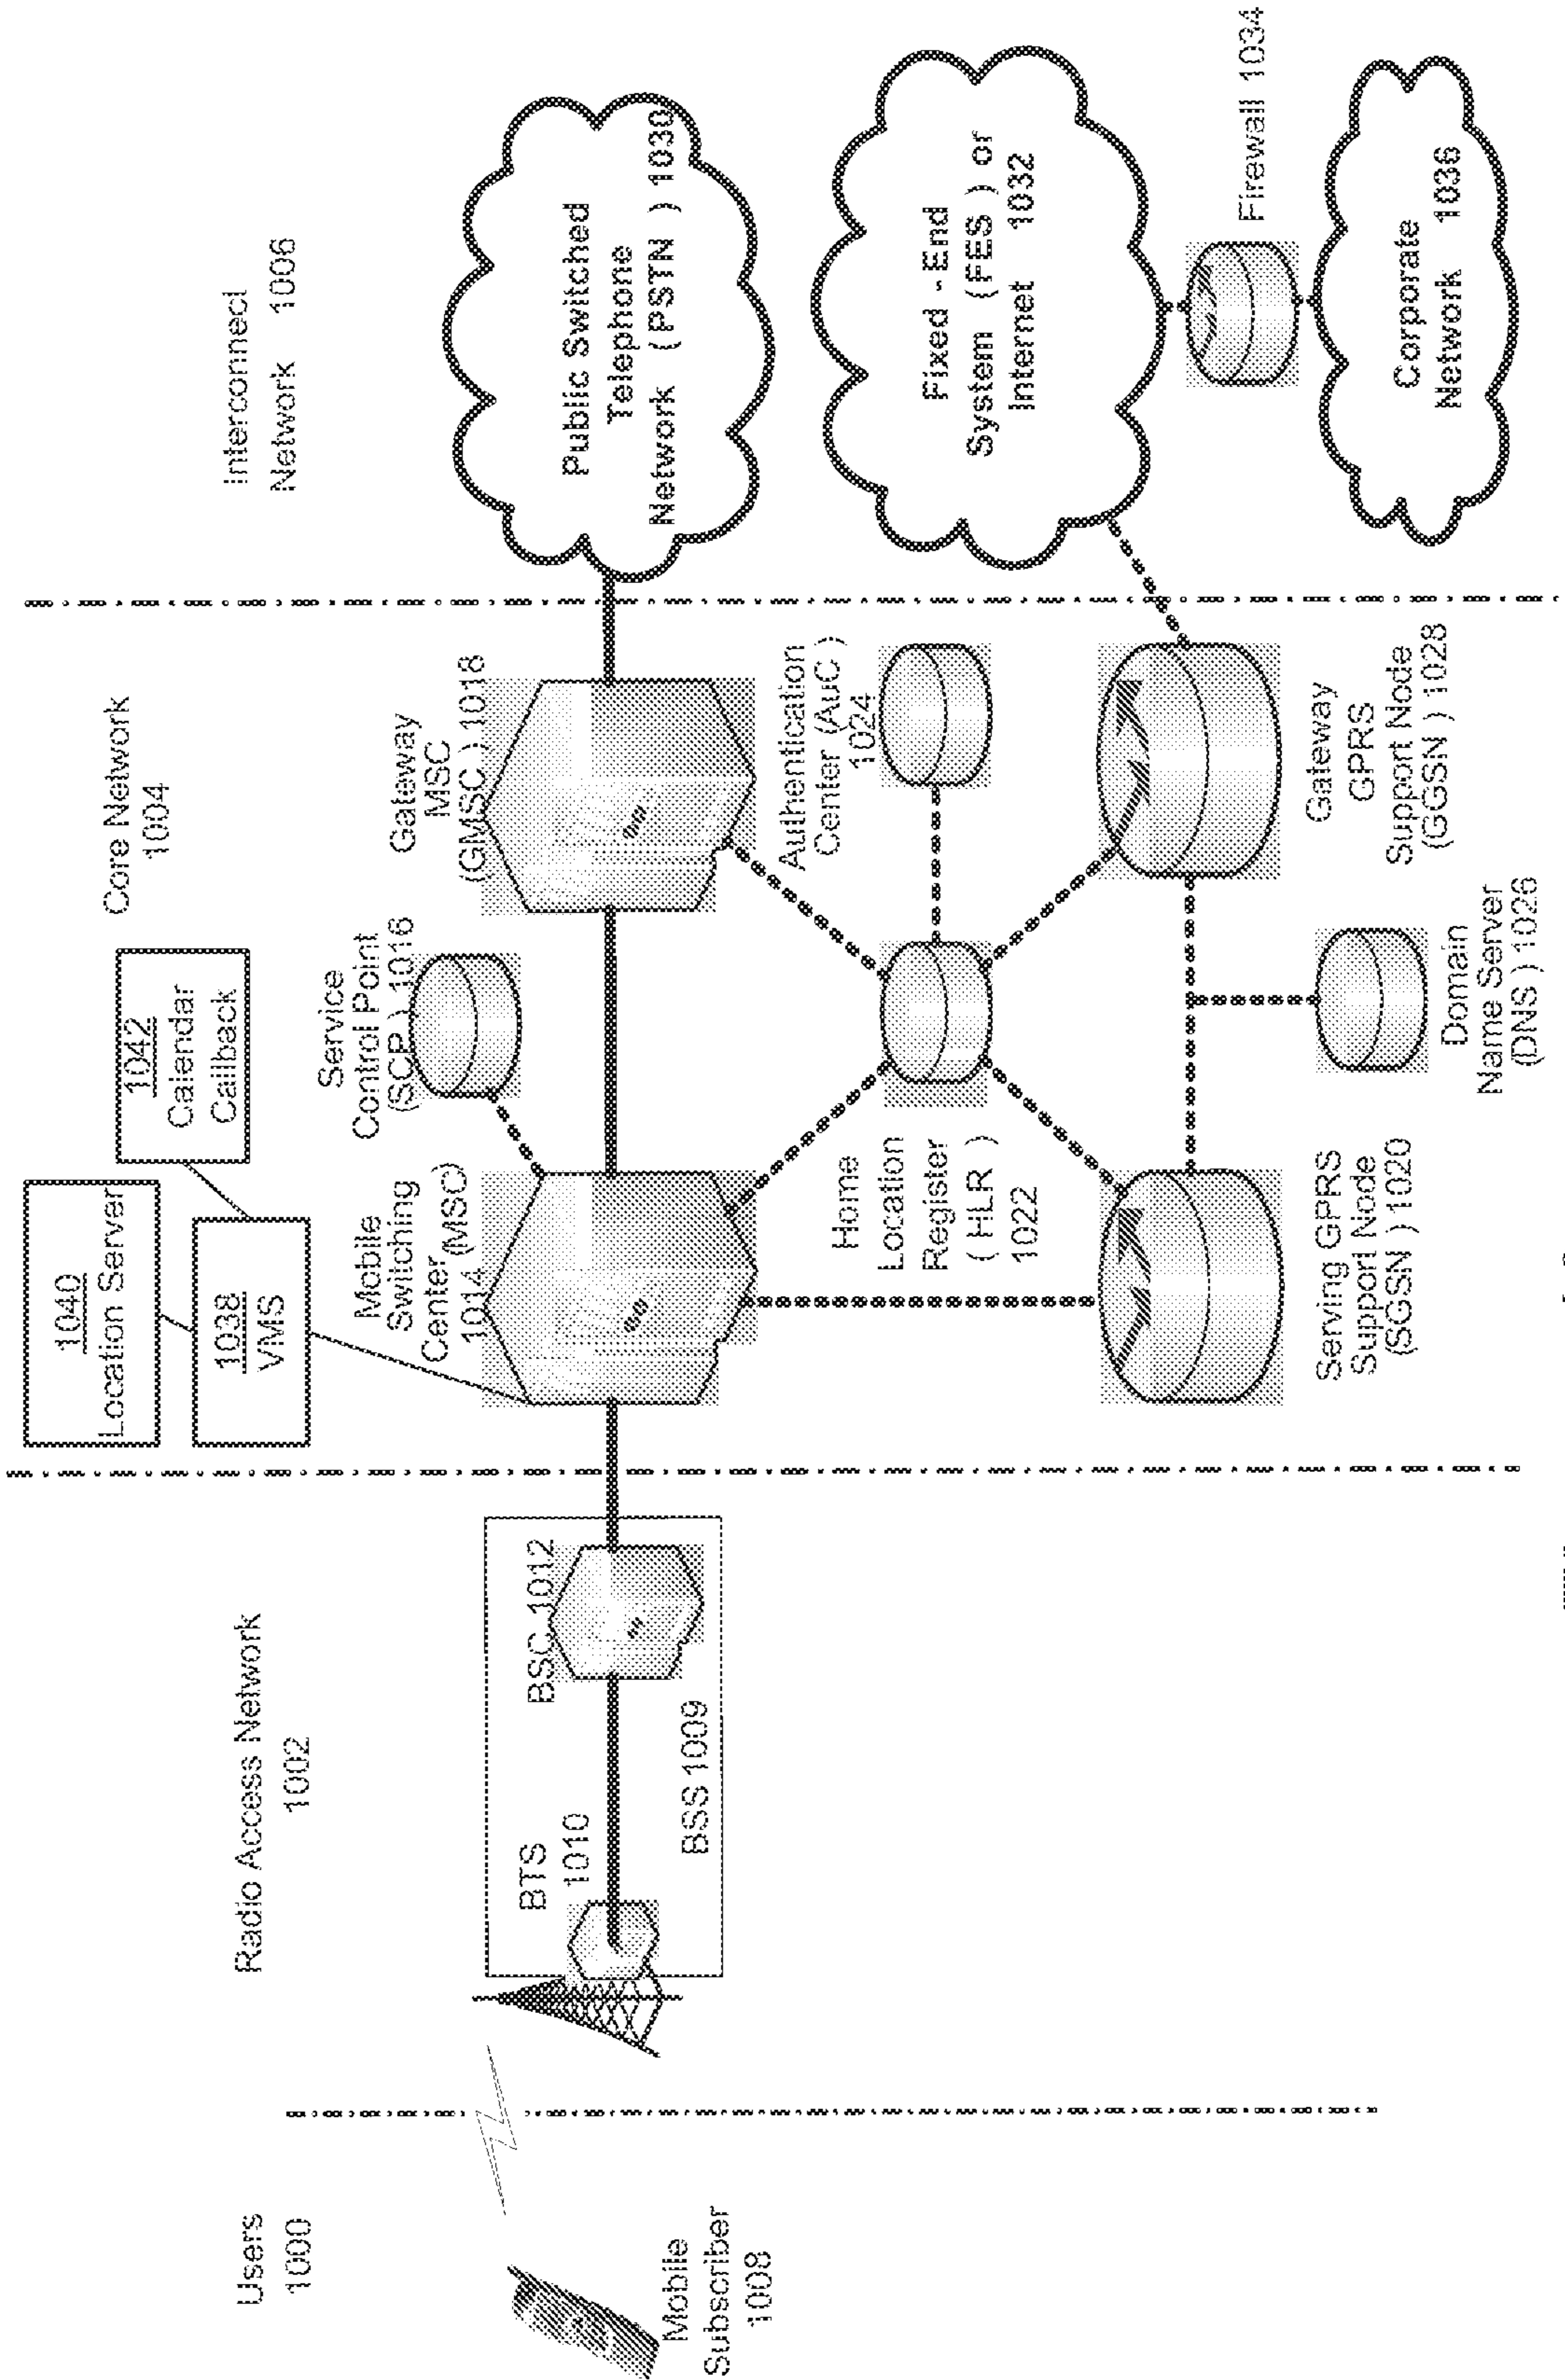 Users
1000
Radio Access Network
1002
Core Network
1004
Interconnect
Network 1006
1040
Location Server
1038
VMS
1042
Calendar
Callback
Mobile
Subscriber
1008
BTS
1010
BSC 1012
BSS 1009
Mobile
Switching
Center (MSC)
1014
Service
Control Point
(SCP) 1016
Gateway
MSC
(GMSC) 1018
Public Switched
Telephone
Network (PSTN) 1030
Home
Location
Register
(HLR)
1022
Authentication
Center (AuC)
1024
Fixed-End
System (FES) or
Internet 1032
Firewall 1034
Serving GPRS
Support Node
(SGSN) 1020
Domain
Name Server
(DNS) 1026
Gateway
GPRS
Support Node
(GGSN) 1028
Corporate
Network 1036